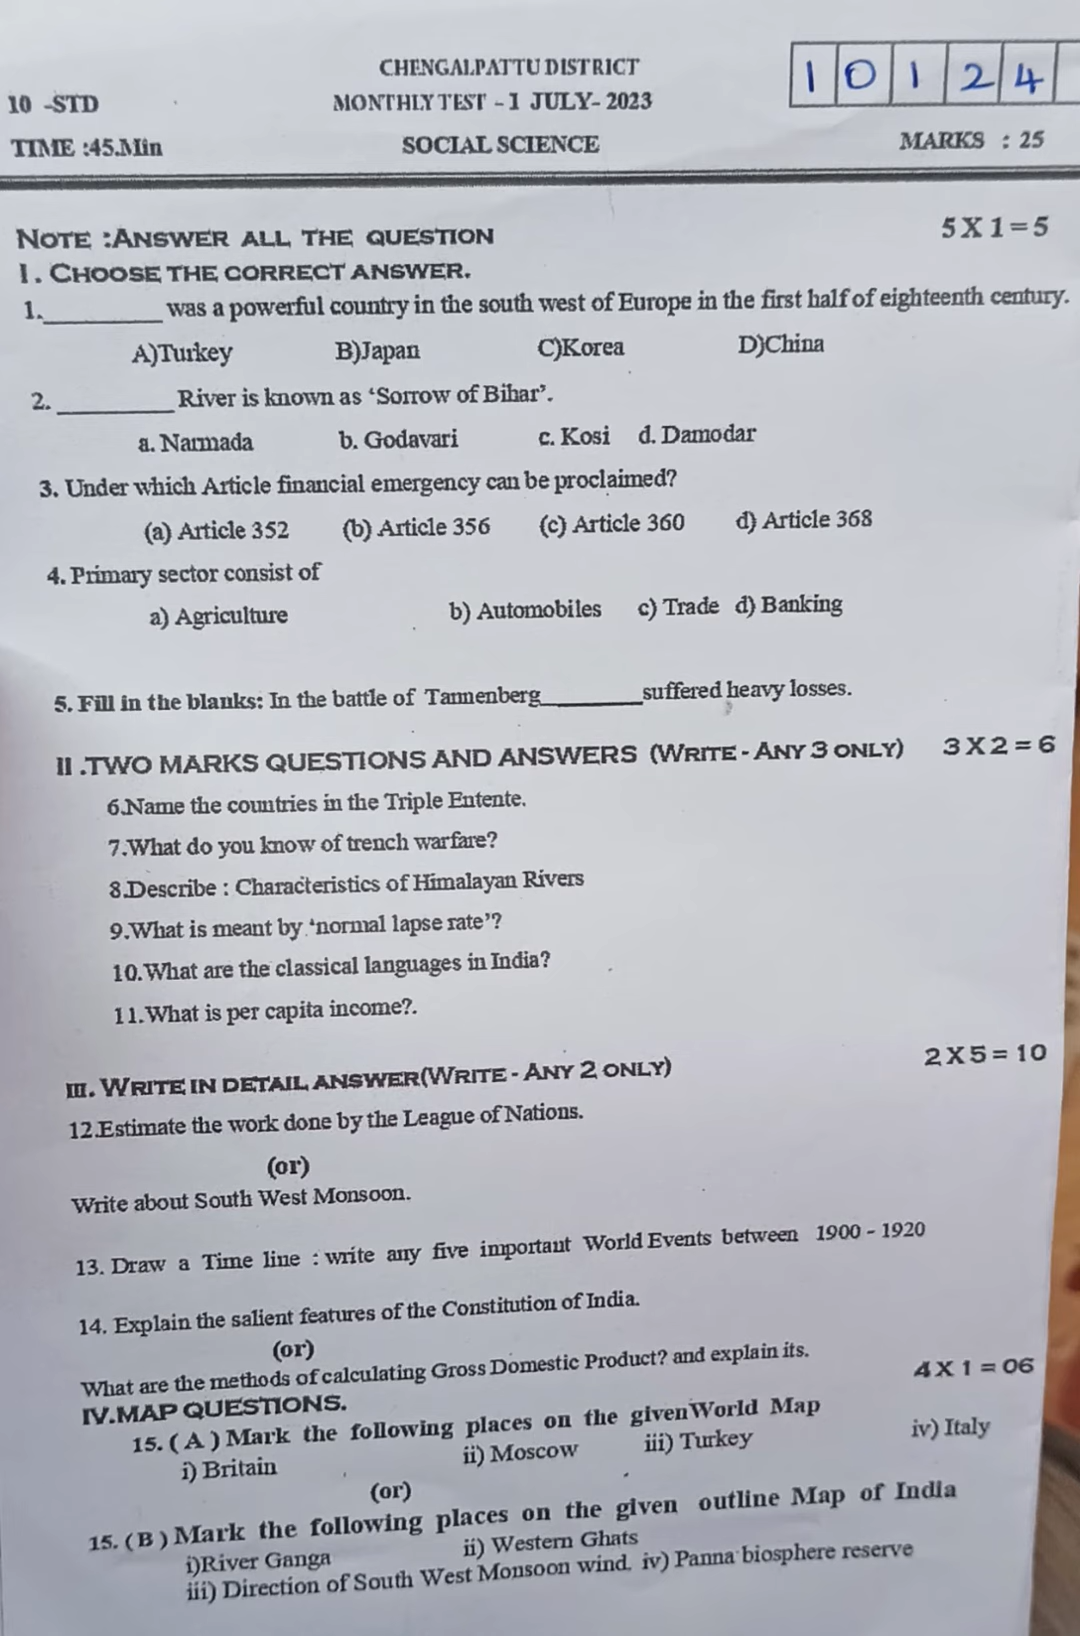 CHENGALPATTU DISTRICT
1 0 1 2 4
10 -STD
MONTHLY TEST - 1 JULY- 2023
TIME :45.Min
SOCIAL SCIENCE
MARKS : 25
NOTE :ANSWER ALL THE QUESTION
5 X 1 = 5
I. CHOOSE THE CORRECT ANSWER.
1.________ was a powerful country in the south west of Europe in the first half of eighteenth century.
A)Turkey B)Japan C)Korea D)China
2. ________ River is known as ‘Sorrow of Bihar’.
a. Narmada b. Godavari c. Kosi d. Damodar
3. Under which Article financial emergency can be proclaimed?
(a) Article 352 (b) Article 356 (c) Article 360 d) Article 368
4. Primary sector consist of
a) Agriculture b) Automobiles c) Trade d) Banking
5. Fill in the blanks: In the battle of Tannenberg_______suffered heavy losses.
II .TWO MARKS QUESTIONS AND ANSWERS (WRITE - ANY 3 ONLY) 3 X 2 = 6
6.Name the countries in the Triple Entente.
7.What do you know of trench warfare?
8.Describe : Characteristics of Himalayan Rivers
9.What is meant by ‘normal lapse rate’?
10.What are the classical languages in India?
11.What is per capita income?.
III. WRITE IN DETAIL ANSWER(WRITE - ANY 2 ONLY) 2 X 5 = 10
12.Estimate the work done by the League of Nations.
(or)
Write about South West Monsoon.
13. Draw a Time line : write any five important World Events between 1900 - 1920
14. Explain the salient features of the Constitution of India.
(or)
What are the methods of calculating Gross Domestic Product? and explain its.
IV.MAP QUESTIONS. 4 X 1 = 06
15. ( A ) Mark the following places on the given World Map
i) Britain ii) Moscow iii) Turkey iv) Italy
(or)
15. ( B ) Mark the following places on the given outline Map of India
i)River Ganga ii) Western Ghats
iii) Direction of South West Monsoon wind. iv) Panna biosphere reserve